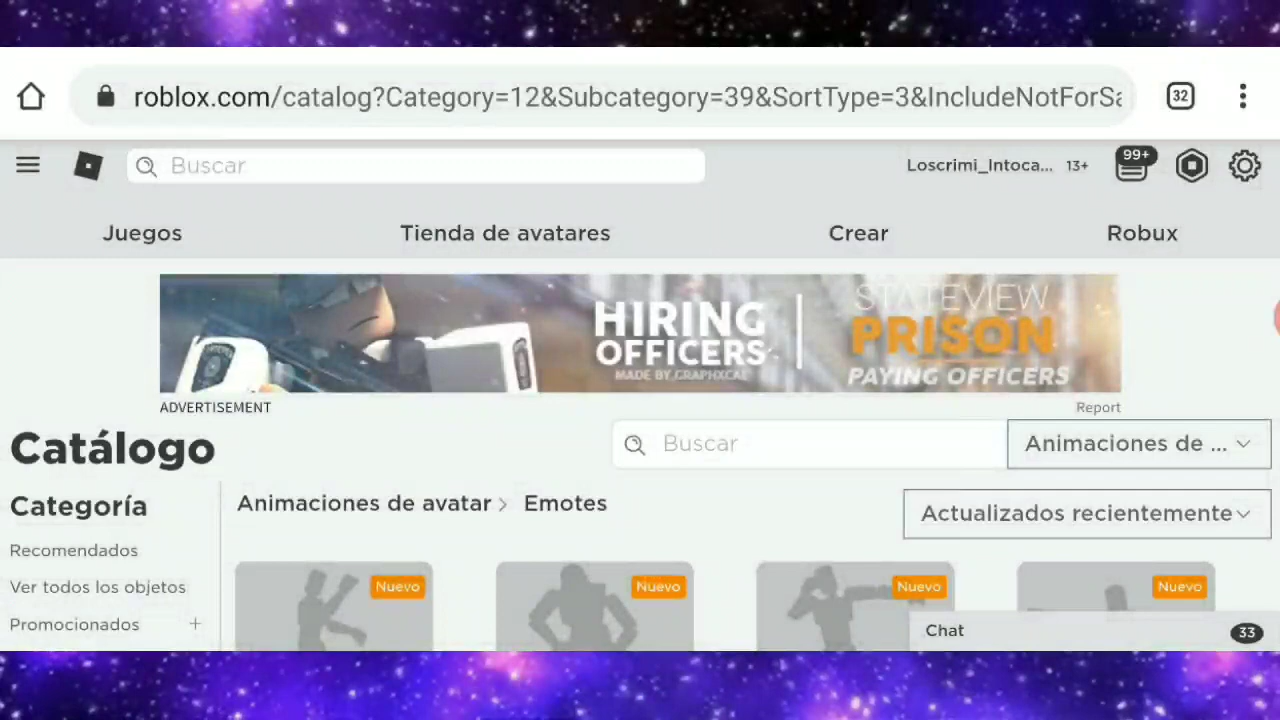 roblox.com/catalog?Category=12&Subcategory=39&SortType=3&IncludeNotForSa
32
Buscar
Loscrimi_Intoca... 13+
99+
Juegos
Tienda de avatares
Crear
Robux
HIRING
OFFICERS
MADE BY GRAPHXCAL
STATEVIEW
PRISON
PAYING OFFICERS
ADVERTISEMENT
Report
Catálogo
Buscar
Animaciones de ...
Categoría
Animaciones de avatar > Emotes
Actualizados recientemente
Recomendados
Ver todos los objetos
Promocionados +
Nuevo
Nuevo
Nuevo
Nuevo
Chat
33